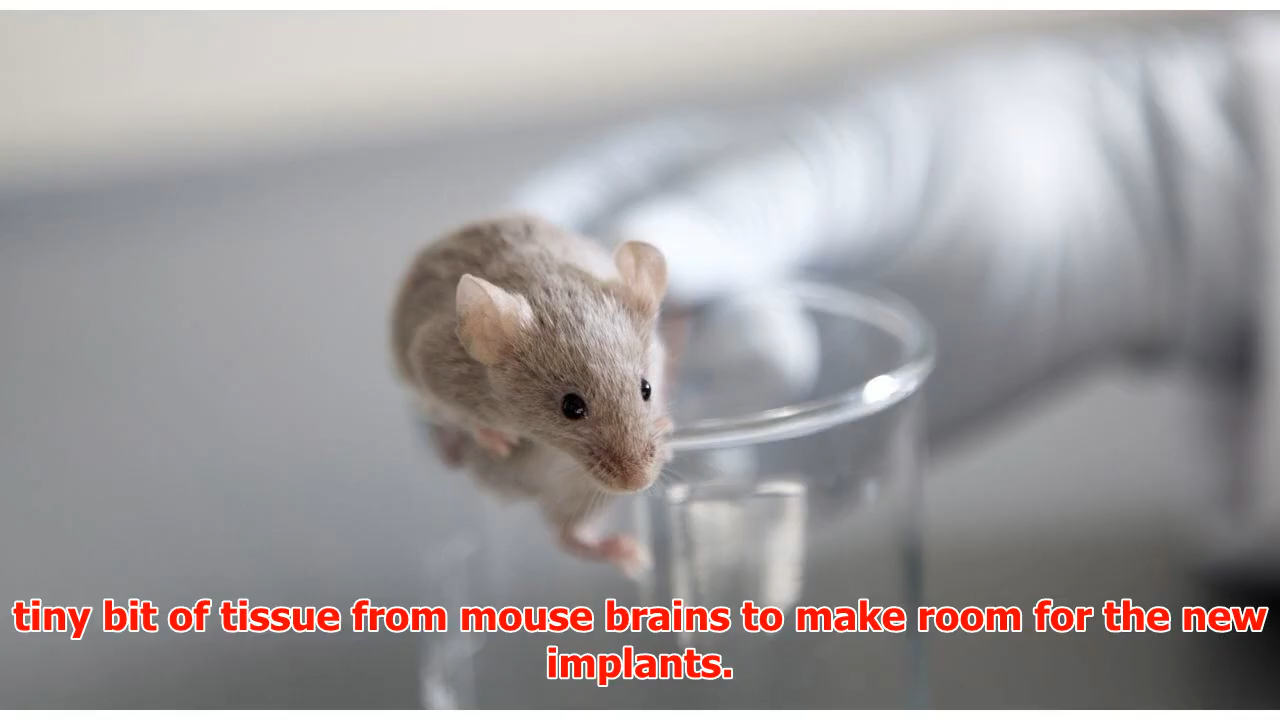 tiny bit of tissue from mouse brains to make room for the new
implants.